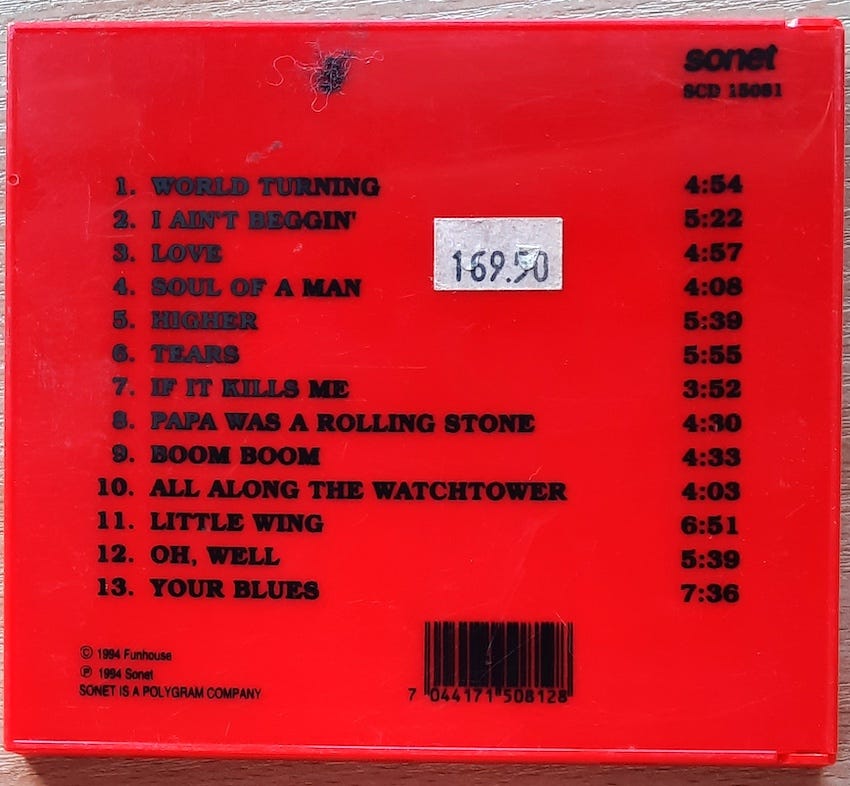 sonet
SCD 15081
1. WORLD TURNING 4:54
2. I AIN'T BEGGIN' 5:22
3. LOVE 4:57
4. SOUL OF A MAN 4:08
5. HIGHER 5:39
6. TEARS 5:55
7. IF IT KILLS ME 3:52
8. PAPA WAS A ROLLING STONE 4:30
9. BOOM BOOM 4:33
10. ALL ALONG THE WATCHTOWER 4:03
11. LITTLE WING 6:51
12. OH, WELL 5:39
13. YOUR BLUES 7:36
169.50
© 1994 Funhouse
℗ 1994 Sonet
SONET IS A POLYGRAM COMPANY
7 044171 508128